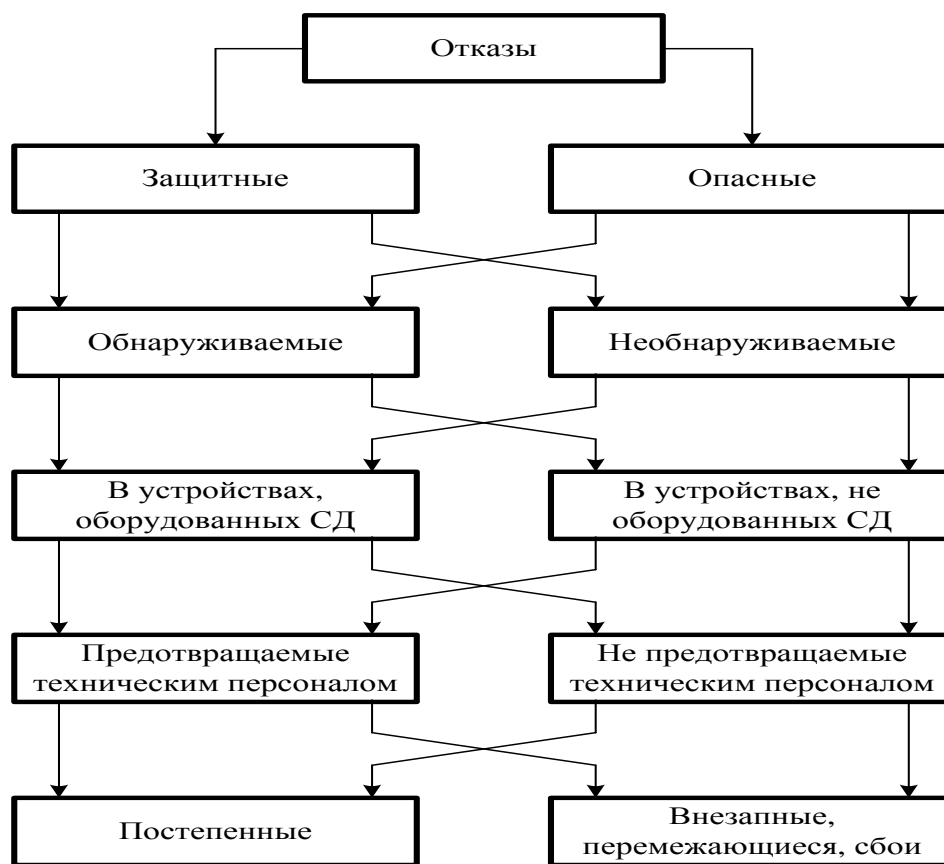 Отказы
Защитные
Опасные
Обнаруживаемые
Необнаруживаемые
В устройствах,
оборудованных СД
В устройствах, не
оборудованных СД
Предотвращаемые
техническим персоналом
Не предотвращаемые
техническим персоналом
Постепенные
Внезапные,
перемежающиеся, сбои